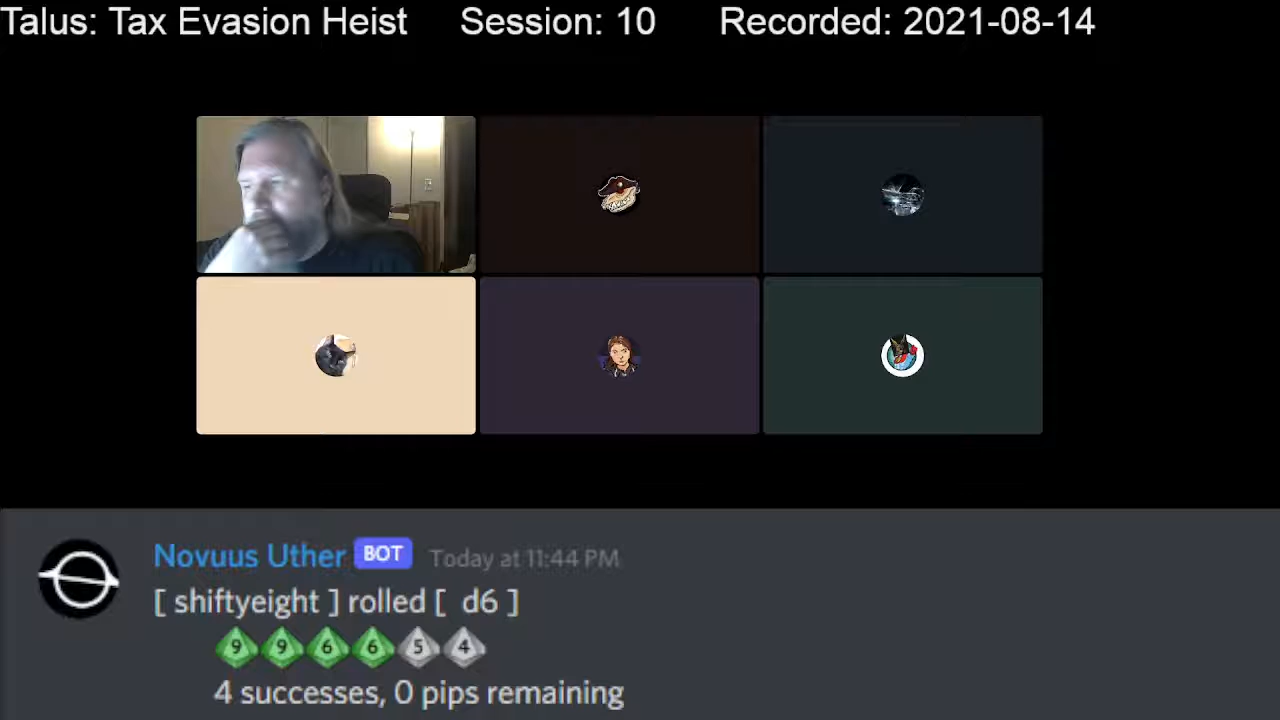 Talus: Tax Evasion Heist Session: 10 Recorded: 2021-08-14
Novuus Uther BOT Today at 11:44 PM
[ shiftyeight ] rolled [ d6 ]
9 9 6 6 5 4
4 successes, 0 pips remaining